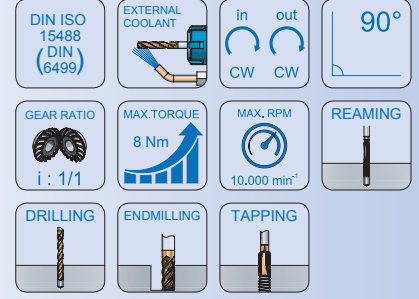 DIN ISO
15488
(DIN
6499)
EXTERNAL
COOLANT
in out
CW CW
90°
GEAR RATIO
i : 1/1
MAX.TORQUE
8 Nm
MAX. RPM
10.000 min⁻¹
REAMING
DRILLING
ENDMILLING
TAPPING